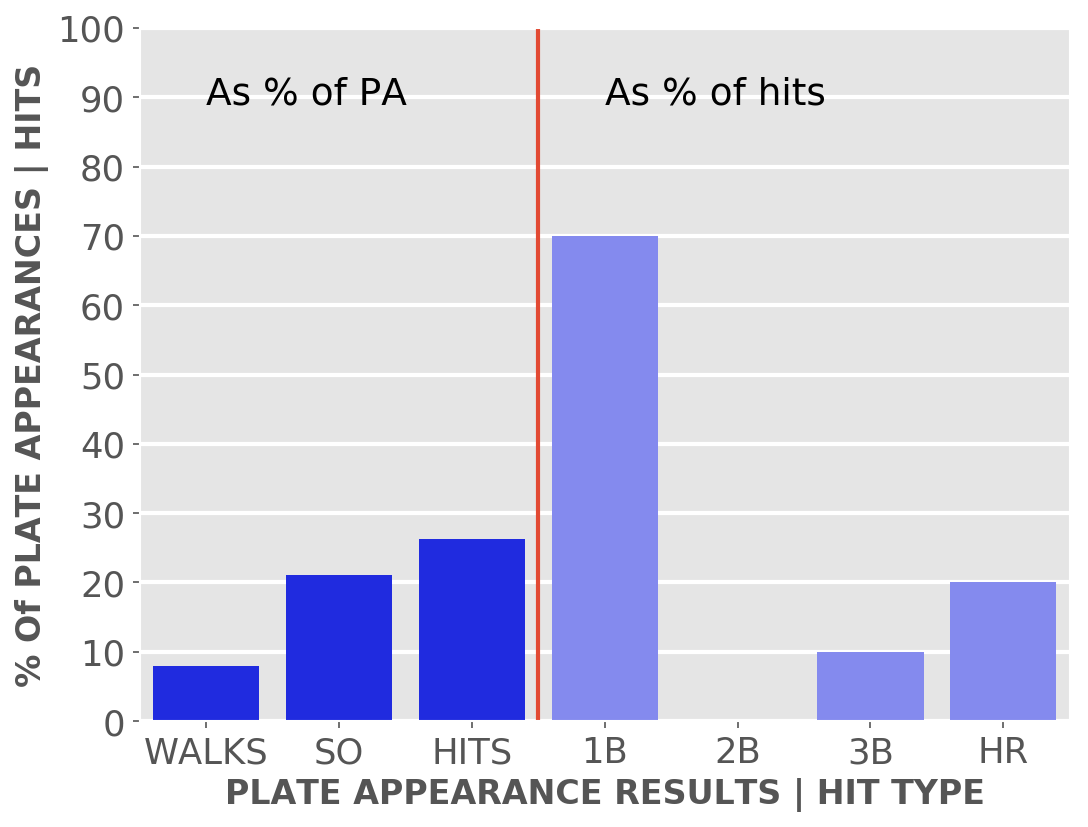 % Of PLATE APPEARANCES | HITS
100
90
80
70
60
50
40
30
20
10
0
As % of PA
As % of hits
WALKS SO HITS 1B 2B 3B HR
PLATE APPEARANCE RESULTS | HIT TYPE